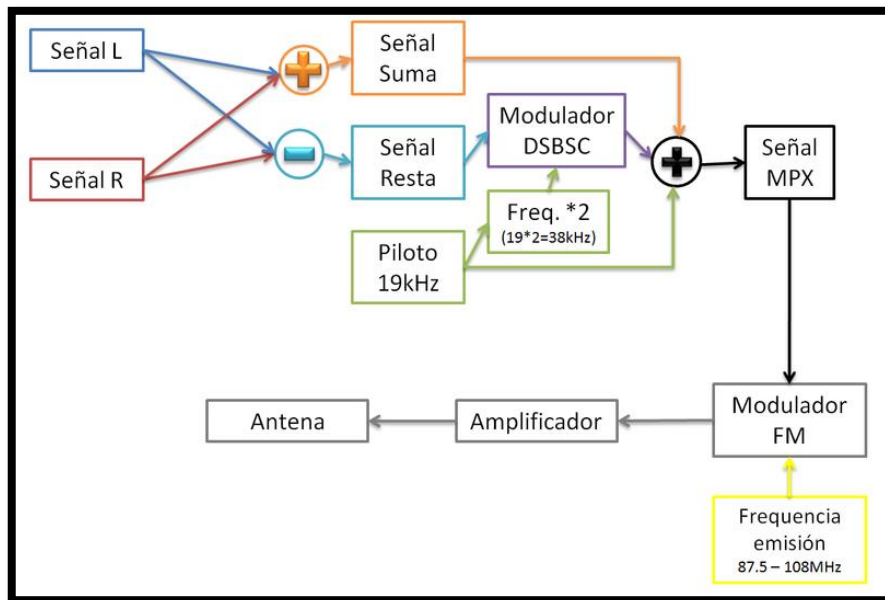 Señal L
Señal
Suma
Modulador
DSBSC
Señal
MPX
Señal R
Señal
Resta
Freq. *2
(19*2=38kHz)
Piloto
19kHz
Antena
Amplificador
Modulador
FM
Frequencia
emisión
87.5 – 108MHz